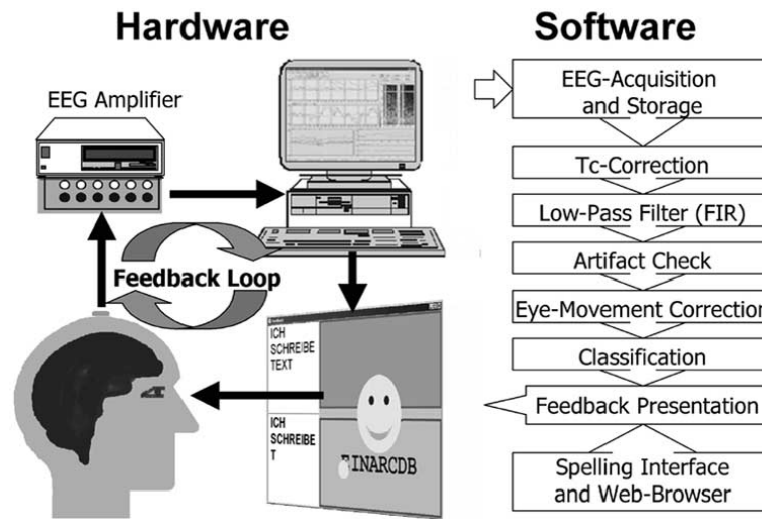 Hardware
Software
EEG Amplifier
Feedback Loop
ICH
SCHREIBE
TEXT
ICH
SCHREIBE
T
EINARCDB
EEG-Acquisition
and Storage
Tc-Correction
Low-Pass Filter (FIR)
Artifact Check
Eye-Movement Correction
Classification
Feedback Presentation
Spelling Interface
and Web-Browser